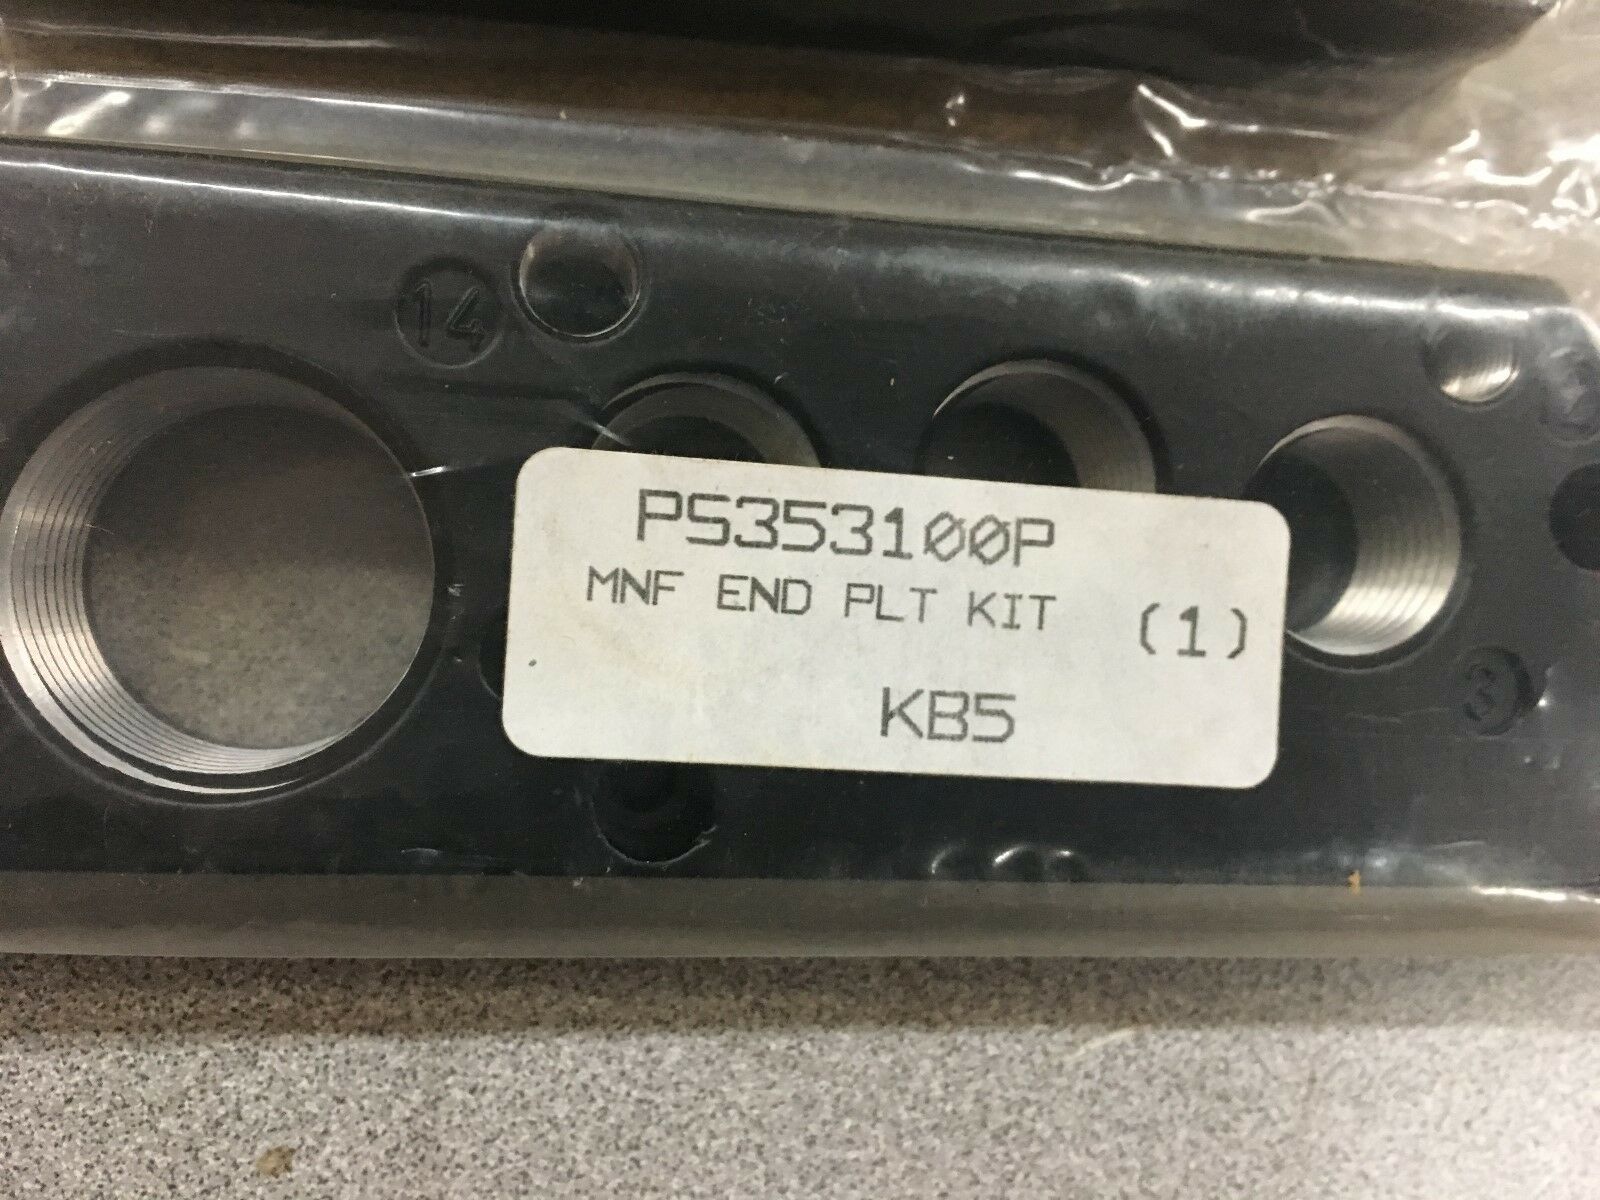 14
PS353100P
MNF END PLT KIT (1)
KB5